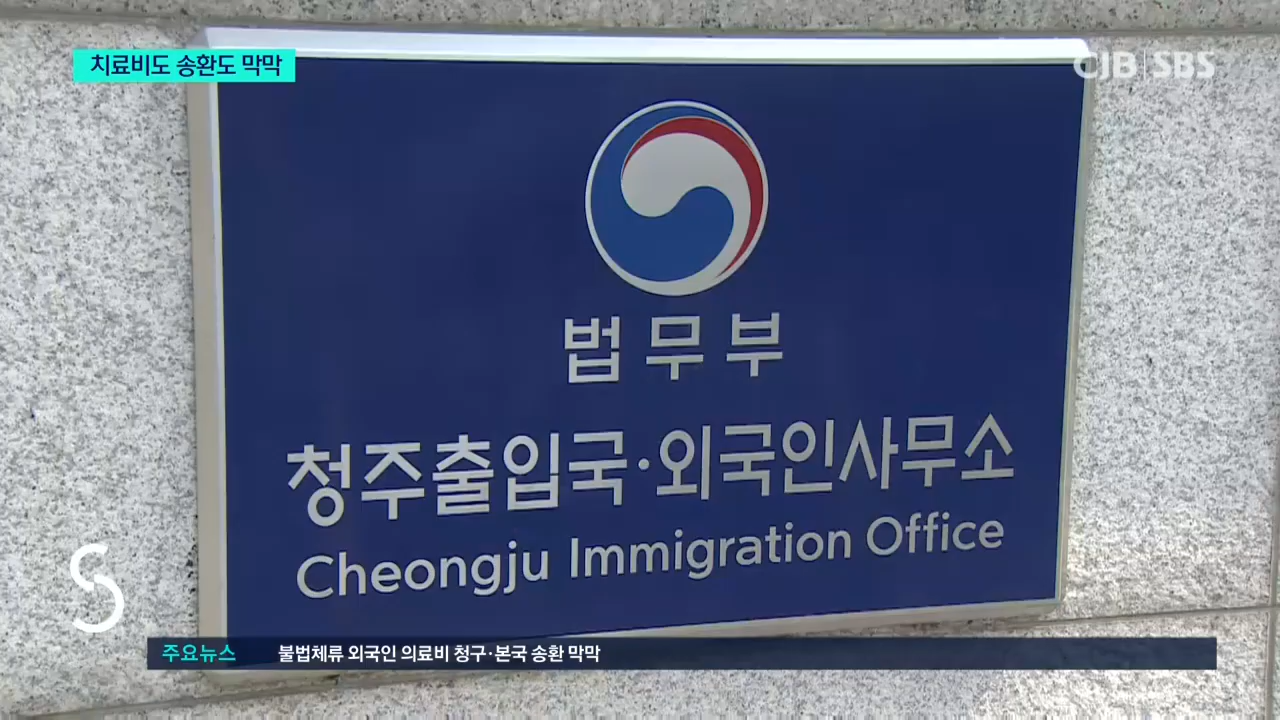 치료비도 송환도 막막
CJB SBS
법무부
청주출입국·외국인사무소
Cheongju Immigration Office
주요뉴스 불법체류 외국인 의료비 청구·본국 송환 막막